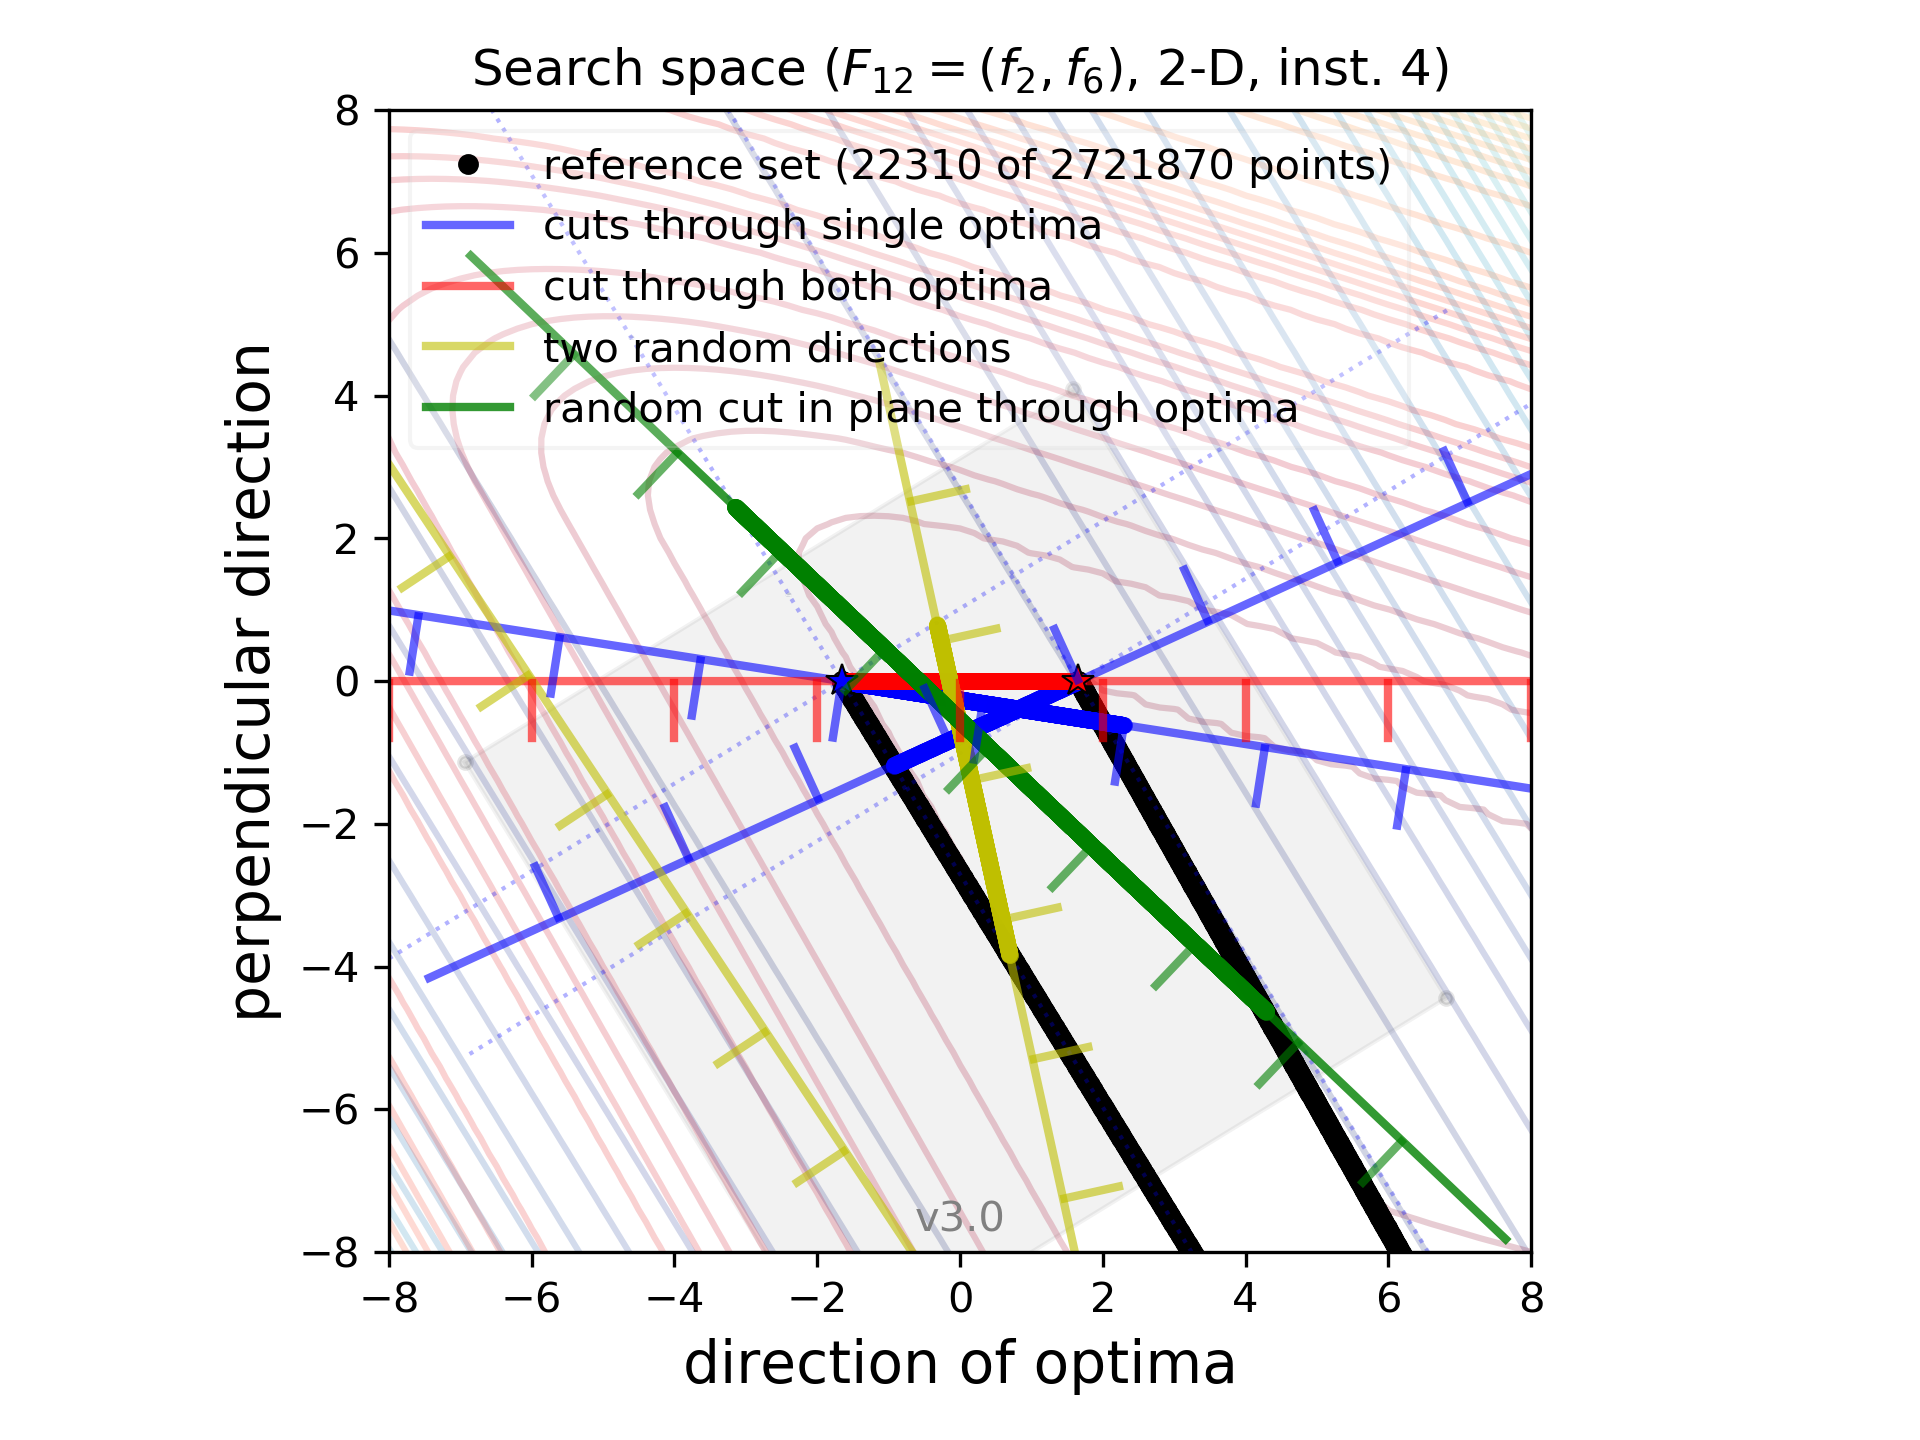 Search space (F₁₂ = (f₂, f₆), 2-D, inst. 4)
reference set (22310 of 2721870 points)
cuts through single optima
cut through both optima
two random directions
random cut in plane through optima
8
6
4
2
0
−2
−4
−6
−8
perpendicular direction
v3.0
−8 −6 −4 −2 0 2 4 6 8
direction of optima